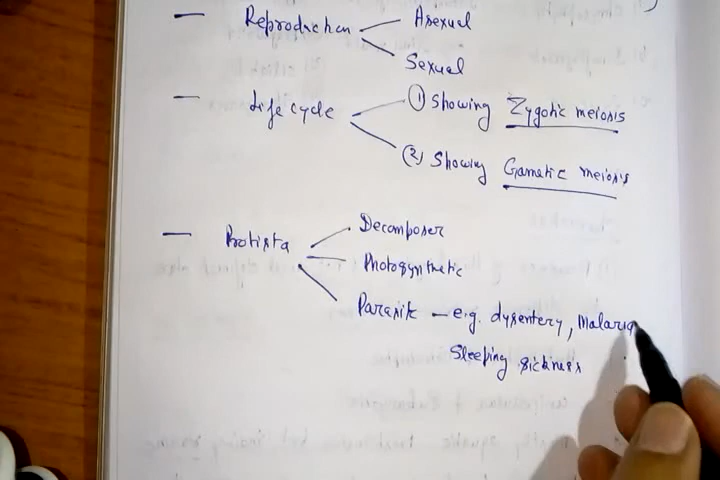 — Reproduction Asexual
Sexual
— Life cycle (1) Showing Zygotic meiosis
(2) Showing Gametic meiosis
— Protista Decomposer
Photosynthetic
Parasite — e.g. dysentery, Malaria
Sleeping sickness